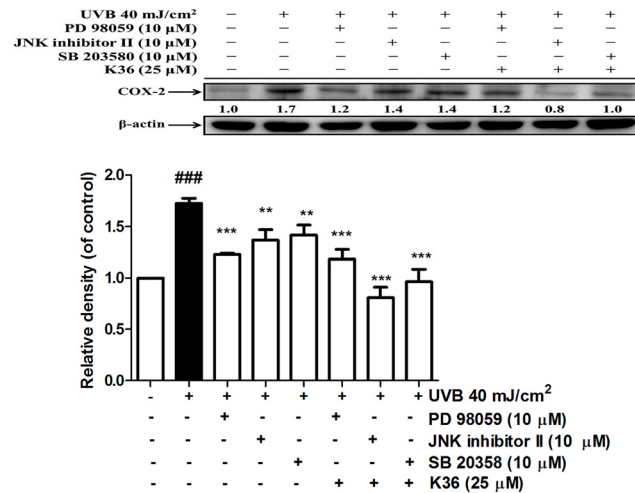 UVB 40 mJ/cm² − + + + + + + +
PD 98059 (10 μM) − − + − − + − −
JNK inhibitor II (10 μM) − − − + − − + −
SB 203580 (10 μM) − − − − + − − +
K36 (25 μM) − − − − − + + +
COX-2
1.0 1.7 1.2 1.4 1.4 1.2 0.8 1.0
β-actin
Relative density (of control)
2.0
1.5
1.0
0.5
0.0
### *** ** ** *** *** ***
- + + + + + + + UVB 40 mJ/cm²
- - + - - + - - PD 98059 (10 μM)
- - - + - - + - JNK inhibitor II (10 μM)
- - - - + - - + SB 20358 (10 μM)
- - - - - + + + K36 (25 μM)